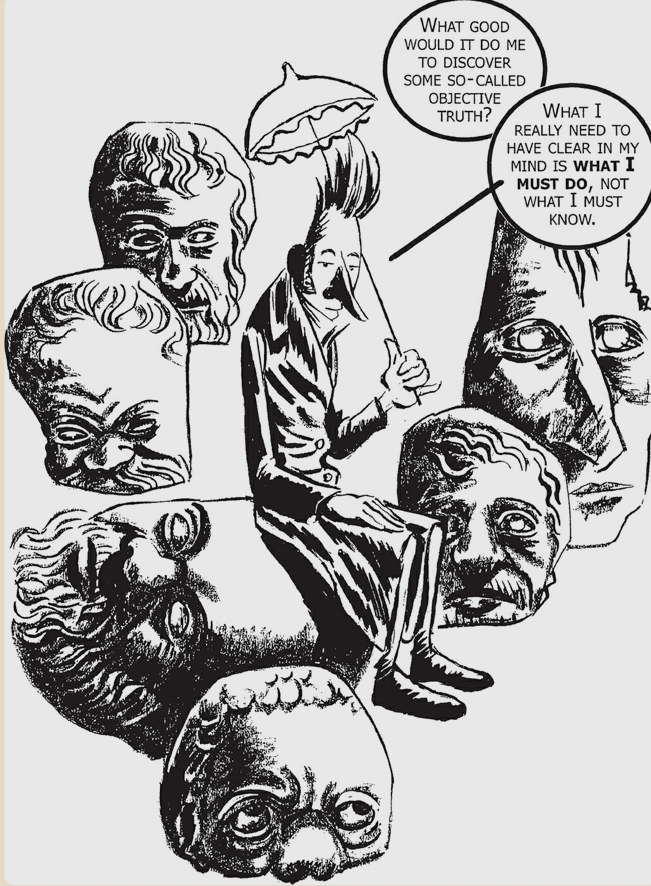 WHAT GOOD
WOULD IT DO ME
TO DISCOVER
SOME SO-CALLED
OBJECTIVE
TRUTH?
WHAT I
REALLY NEED TO
HAVE CLEAR IN MY
MIND IS WHAT I
MUST DO, NOT
WHAT I MUST
KNOW.